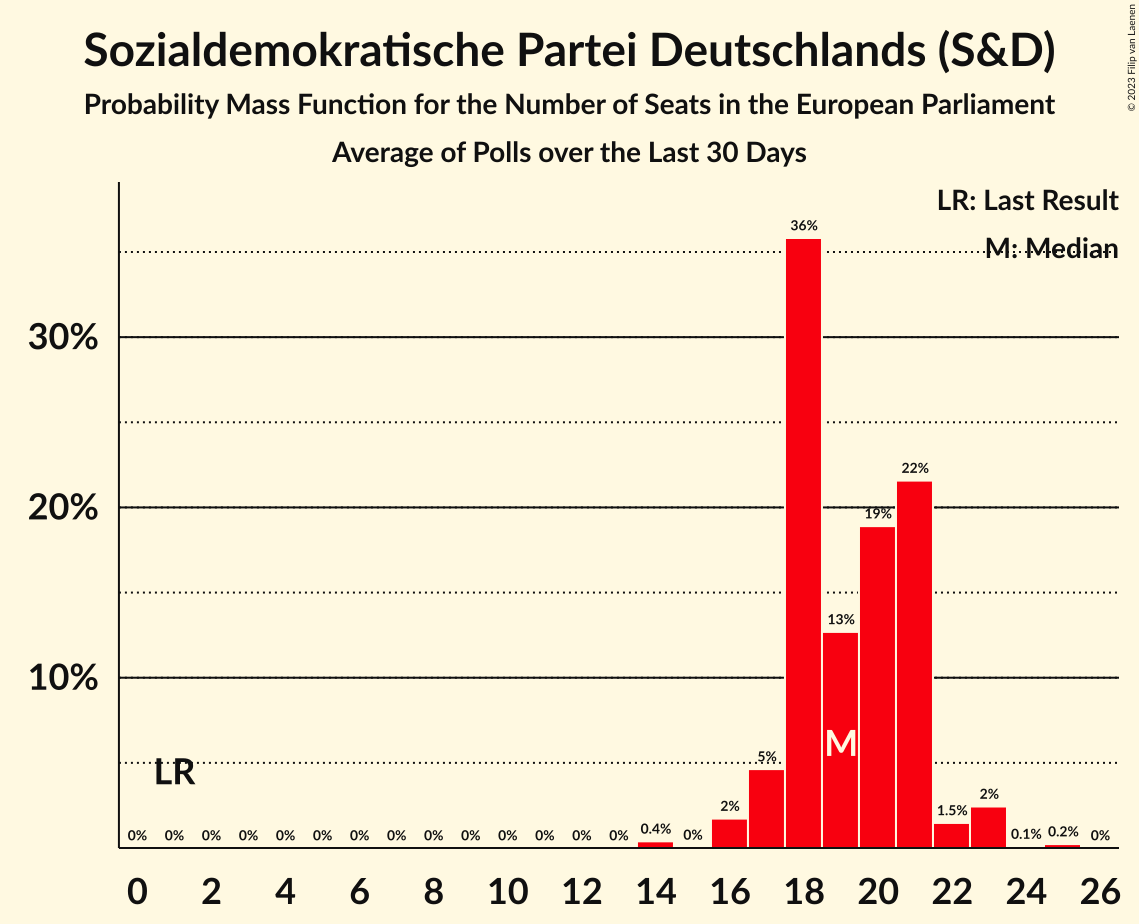 Sozialdemokratische Partei Deutschlands (S&D)
Probability Mass Function for the Number of Seats in the European Parliament
Average of Polls over the Last 30 Days
© 2023 Filip van Laenen
LR: Last Result
M: Median
30%
20%
10%
36%
22%
19%
13%
5%
2%
2%
1.5%
0% 0% 0% 0% 0% 0% 0% 0% 0% 0% 0% 0% 0% 0% 0.4% 0% 0.1% 0.2% 0%
LR
M
0 2 4 6 8 10 12 14 16 18 20 22 24 26